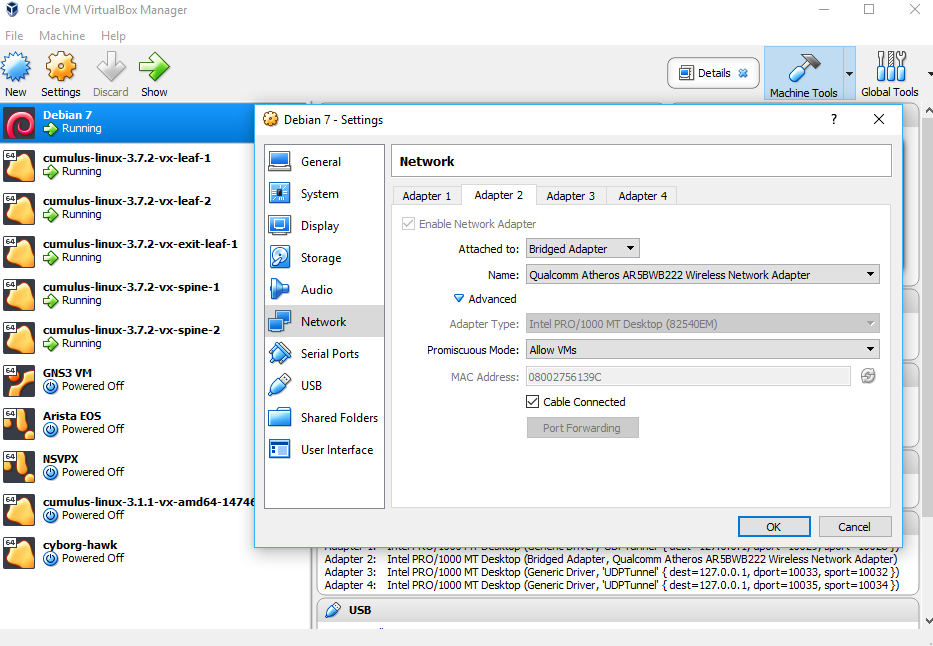 Oracle VM VirtualBox Manager
File Machine Help
New Settings Discard Show
Details
Machine Tools
Global Tools
Debian 7
Running
64
cumulus-linux-3.7.2-vx-leaf-1
Running
64
cumulus-linux-3.7.2-vx-leaf-2
Running
64
cumulus-linux-3.7.2-vx-exit-leaf-1
Running
64
cumulus-linux-3.7.2-vx-spine-1
Running
64
cumulus-linux-3.7.2-vx-spine-2
Running
64
GNS3 VM
Powered Off
64
Arista EOS
Powered Off
64
NSVPX
Powered Off
64
cumulus-linux-3.1.1-vx-amd64-14746
Powered Off
64
cyborg-hawk
Powered Off
Debian 7 - Settings
?
General
System
Display
Storage
Audio
Network
Serial Ports
USB
Shared Folders
User Interface
Network
Adapter 1 Adapter 2 Adapter 3 Adapter 4
Enable Network Adapter
Attached to: Bridged Adapter
Name: Qualcomm Atheros AR5BWB222 Wireless Network Adapter
Advanced
Adapter Type: Intel PRO/1000 MT Desktop (82540EM)
Promiscuous Mode: Allow VMs
MAC Address: 08002756139C
Cable Connected
Port Forwarding
OK Cancel
Adapter 2: Intel PRO/1000 MT Desktop (Bridged Adapter, Qualcomm Atheros AR5BWB222 Wireless Network Adapter)
Adapter 3: Intel PRO/1000 MT Desktop (Generic Driver, 'UDPTunnel' { dest=127.0.0.1, dport=10033, sport=10032 })
Adapter 4: Intel PRO/1000 MT Desktop (Generic Driver, 'UDPTunnel' { dest=127.0.0.1, dport=10035, sport=10034 })
USB